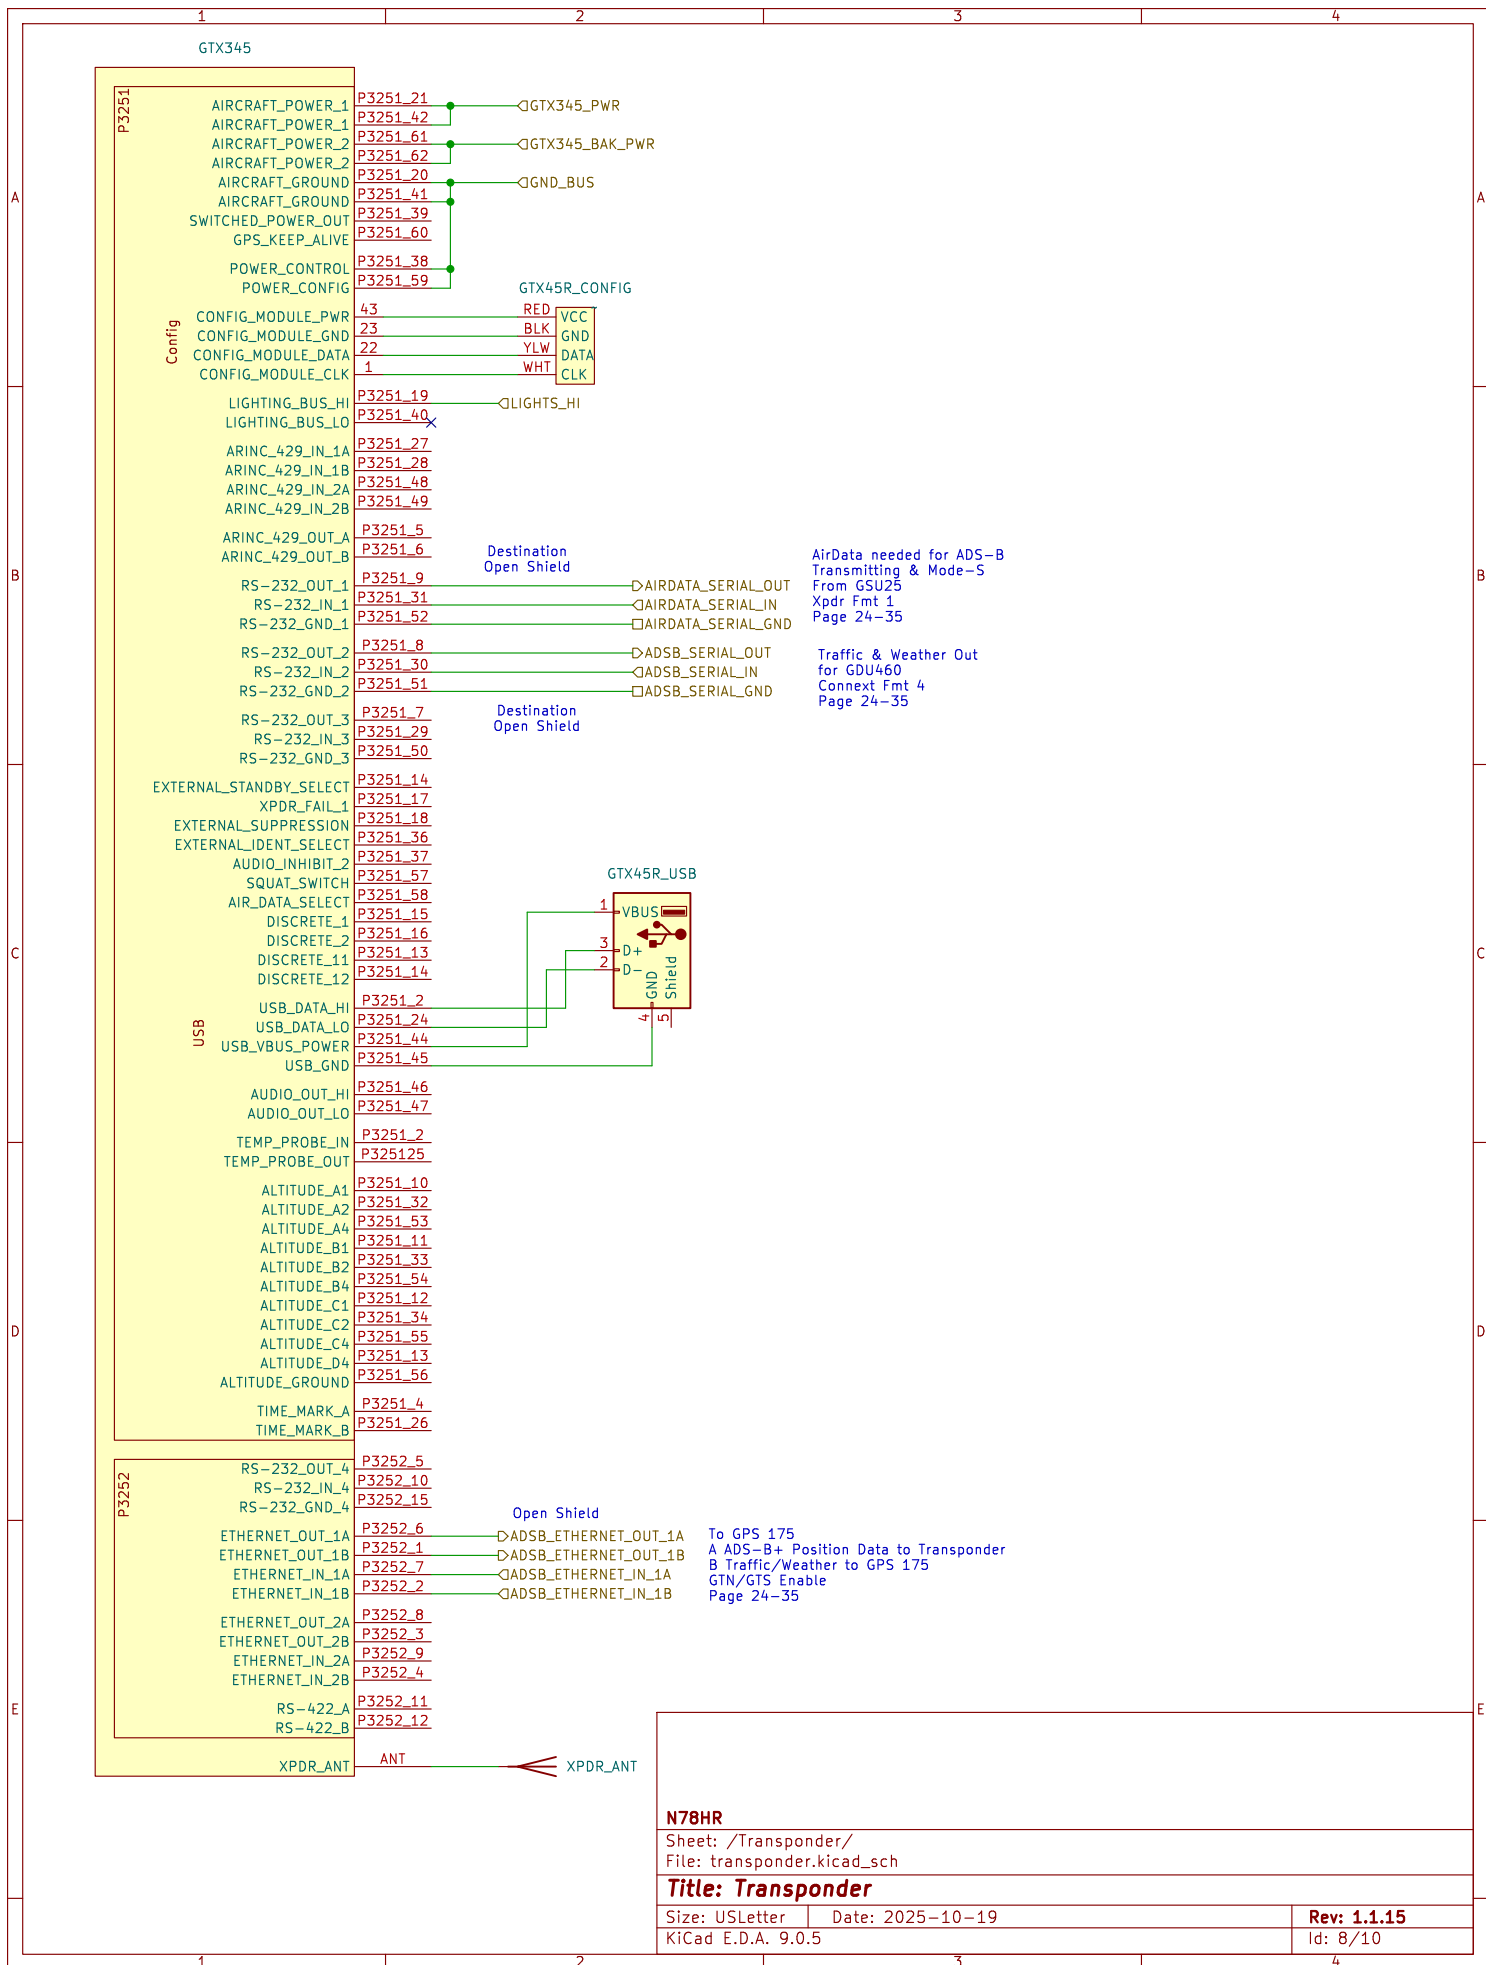 1 2 3 4
GTX345
P3251
AIRCRAFT_POWER_1 P3251_21 GTX345_PWR
AIRCRAFT_POWER_1 P3251_42
AIRCRAFT_POWER_2 P3251_61 GTX345_BAK_PWR
AIRCRAFT_POWER_2 P3251_62
AIRCRAFT_GROUND P3251_20 GND_BUS
A AIRCRAFT_GROUND P3251_41 A
SWITCHED_POWER_OUT P3251_39
GPS_KEEP_ALIVE P3251_60
POWER_CONTROL P3251_38
POWER_CONFIG P3251_59
GTX45R_CONFIG
Config
CONFIG_MODULE_PWR 43 RED VCC
CONFIG_MODULE_GND 23 BLK GND
CONFIG_MODULE_DATA 22 YLW DATA
CONFIG_MODULE_CLK 1 WHT CLK
LIGHTING_BUS_HI P3251_19 LIGHTS_HI
LIGHTING_BUS_LO P3251_40
ARINC_429_IN_1A P3251_27
ARINC_429_IN_1B P3251_28
ARINC_429_IN_2A P3251_48
ARINC_429_IN_2B P3251_49
ARINC_429_OUT_A P3251_5
ARINC_429_OUT_B P3251_6
Destination
Open Shield
AirData needed for ADS-B
Transmitting & Mode-S
From GSU25
Xpdr Fmt 1
Page 24-35
B B
RS-232_OUT_1 P3251_9 AIRDATA_SERIAL_OUT
RS-232_IN_1 P3251_31 AIRDATA_SERIAL_IN
RS-232_GND_1 P3251_52 AIRDATA_SERIAL_GND
RS-232_OUT_2 P3251_8 ADSB_SERIAL_OUT
RS-232_IN_2 P3251_30 ADSB_SERIAL_IN
RS-232_GND_2 P3251_51 ADSB_SERIAL_GND
Traffic & Weather Out
for GDU460
Connext Fmt 4
Page 24-35
Destination
Open Shield
RS-232_OUT_3 P3251_7
RS-232_IN_3 P3251_29
RS-232_GND_3 P3251_50
EXTERNAL_STANDBY_SELECT P3251_14
XPDR_FAIL_1 P3251_17
EXTERNAL_SUPPRESSION P3251_18
EXTERNAL_IDENT_SELECT P3251_36
AUDIO_INHIBIT_2 P3251_37
SQUAT_SWITCH P3251_57
AIR_DATA_SELECT P3251_58
DISCRETE_1 P3251_15
DISCRETE_2 P3251_16
C DISCRETE_11 P3251_13 C
DISCRETE_12 P3251_14
GTX45R_USB
1 VBUS
3 D+
2 D-
GND
Shield
4 5
USB
USB_DATA_HI P3251_2
USB_DATA_LO P3251_24
USB_VBUS_POWER P3251_44
USB_GND P3251_45
AUDIO_OUT_HI P3251_46
AUDIO_OUT_LO P3251_47
TEMP_PROBE_IN P3251_2
TEMP_PROBE_OUT P325125
ALTITUDE_A1 P3251_10
ALTITUDE_A2 P3251_32
ALTITUDE_A4 P3251_53
ALTITUDE_B1 P3251_11
ALTITUDE_B2 P3251_33
ALTITUDE_B4 P3251_54
ALTITUDE_C1 P3251_12
ALTITUDE_C2 P3251_34
D D
ALTITUDE_C4 P3251_55
ALTITUDE_D4 P3251_13
ALTITUDE_GROUND P3251_56
TIME_MARK_A P3251_4
TIME_MARK_B P3251_26
P3252
RS-232_OUT_4 P3252_5
RS-232_IN_4 P3252_10
RS-232_GND_4 P3252_15
Open Shield
ETHERNET_OUT_1A P3252_6 ADSB_ETHERNET_OUT_1A
ETHERNET_OUT_1B P3252_1 ADSB_ETHERNET_OUT_1B
ETHERNET_IN_1A P3252_7 ADSB_ETHERNET_IN_1A
ETHERNET_IN_1B P3252_2 ADSB_ETHERNET_IN_1B
To GPS 175
A ADS-B+ Position Data to Transponder
B Traffic/Weather to GPS 175
GTN/GTS Enable
Page 24-35
ETHERNET_OUT_2A P3252_8
ETHERNET_OUT_2B P3252_3
ETHERNET_IN_2A P3252_9
ETHERNET_IN_2B P3252_4
E RS-422_A P3252_11 E
RS-422_B P3252_12
XPDR_ANT ANT XPDR_ANT
N78HR
Sheet: /Transponder/
File: transponder.kicad_sch
Title: Transponder
Size: USLetter Date: 2025-10-19 Rev: 1.1.15
KiCad E.D.A. 9.0.5 Id: 8/10
1 2 3 4